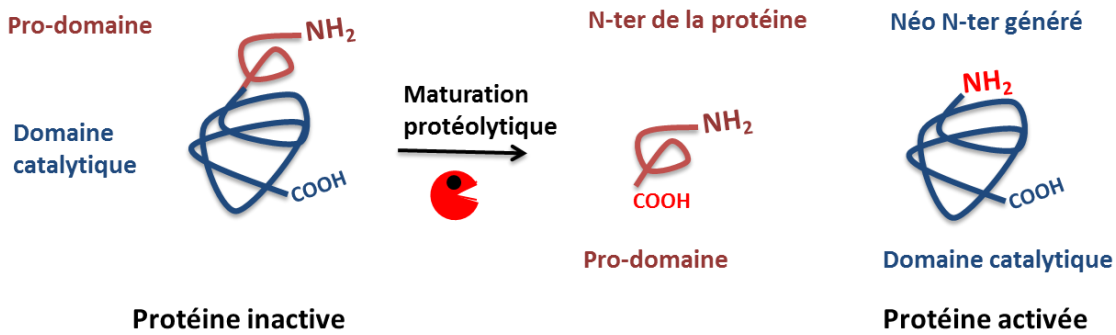 Pro-domaine
NH2
Domaine
catalytique
COOH
Protéine inactive
Maturation
protéolytique
N-ter de la protéine
NH2
COOH
Pro-domaine
Néo N-ter généré
NH2
COOH
Domaine catalytique
Protéine activée